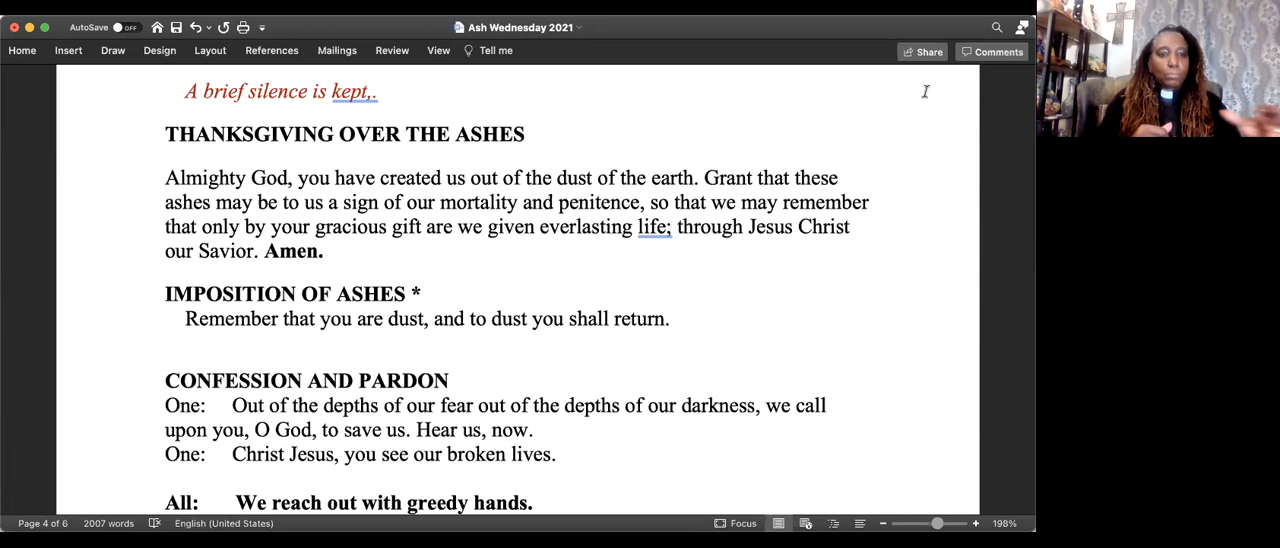 AutoSave OFF
Ash Wednesday 2021
Home Insert Draw Design Layout References Mailings Review View Tell me
Share Comments
A brief silence is kept,.
THANKSGIVING OVER THE ASHES
Almighty God, you have created us out of the dust of the earth. Grant that these
ashes may be to us a sign of our mortality and penitence, so that we may remember
that only by your gracious gift are we given everlasting life; through Jesus Christ
our Savior. Amen.
IMPOSITION OF ASHES *
Remember that you are dust, and to dust you shall return.
CONFESSION AND PARDON
One: Out of the depths of our fear out of the depths of our darkness, we call
upon you, O God, to save us. Hear us, now.
One: Christ Jesus, you see our broken lives.
All: We reach out with greedy hands.
Page 4 of 6 2007 words English (United States) Focus 198%